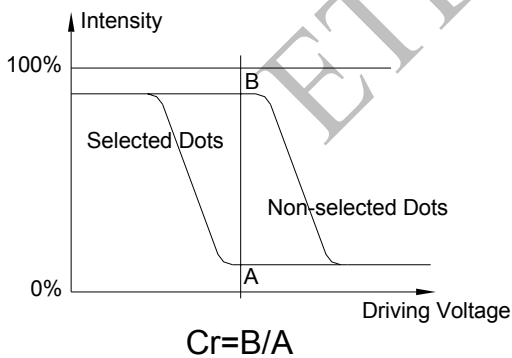 Intensity
100%
B
Selected Dots
Non-selected Dots
A
0%
Driving Voltage
Cr=B/A